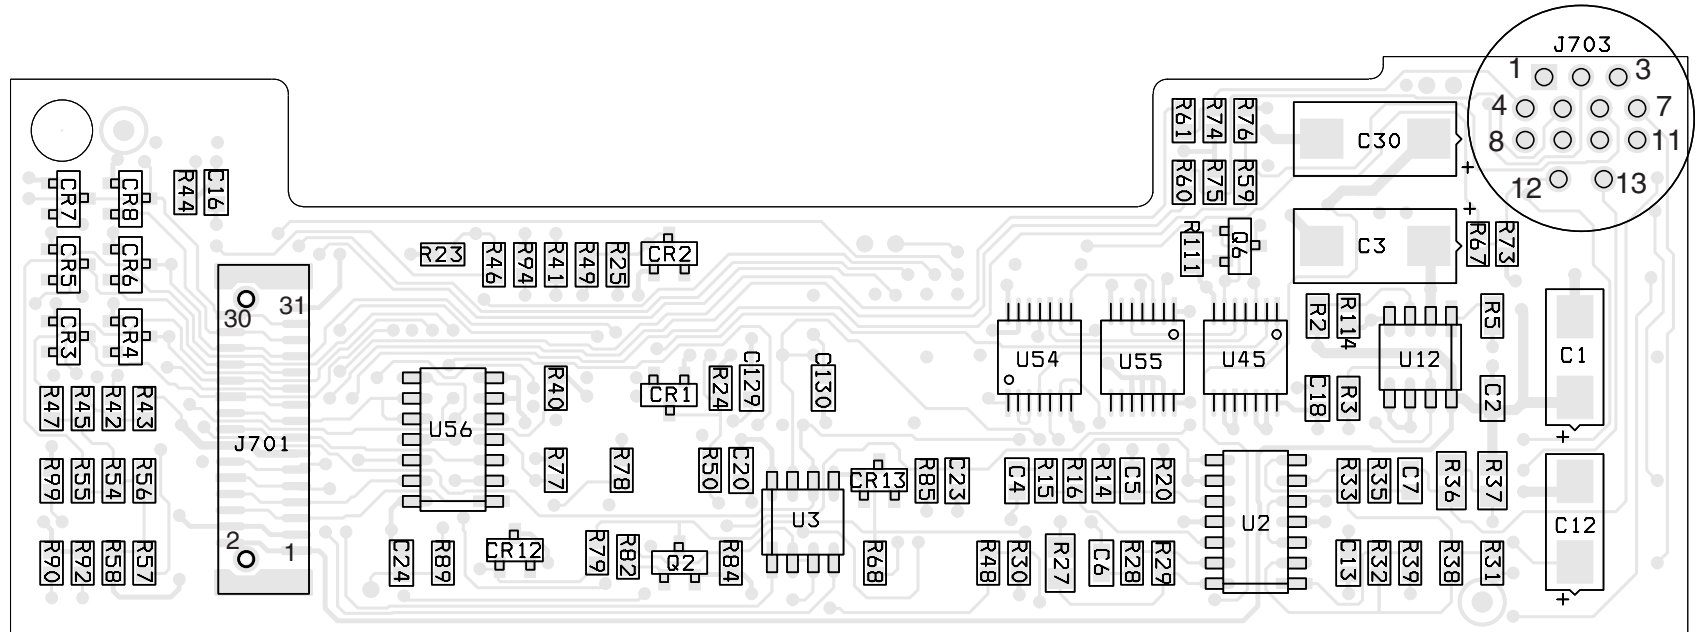 J703
1
3
4
7
8
11
12
13
R61
R74
R76
C30
+
R60
R75
R59
CR7
CR8
R44
C16
+
R111
Q6
C3
R67
R73
R23
R46
R94
R41
R49
R25
CR2
CR5
CR6
31
30
CR3
CR4
R2
R114
R5
U54
U55
U45
U12
C1
R47
R45
R42
R43
R40
CR1
R24
C129
C130
C18
R3
C2
+
J701
U56
R99
R55
R54
R56
R77
R78
R50
C20
CR13
R85
C23
C4
R15
R16
R14
C5
R20
R33
R35
C7
R36
R37
U3
U2
C12
2
1
R90
R92
R58
R57
C24
R89
CR12
R79
R82
Q2
R84
R68
R48
R30
R27
C6
R28
R29
C13
R32
R39
R38
R31
+